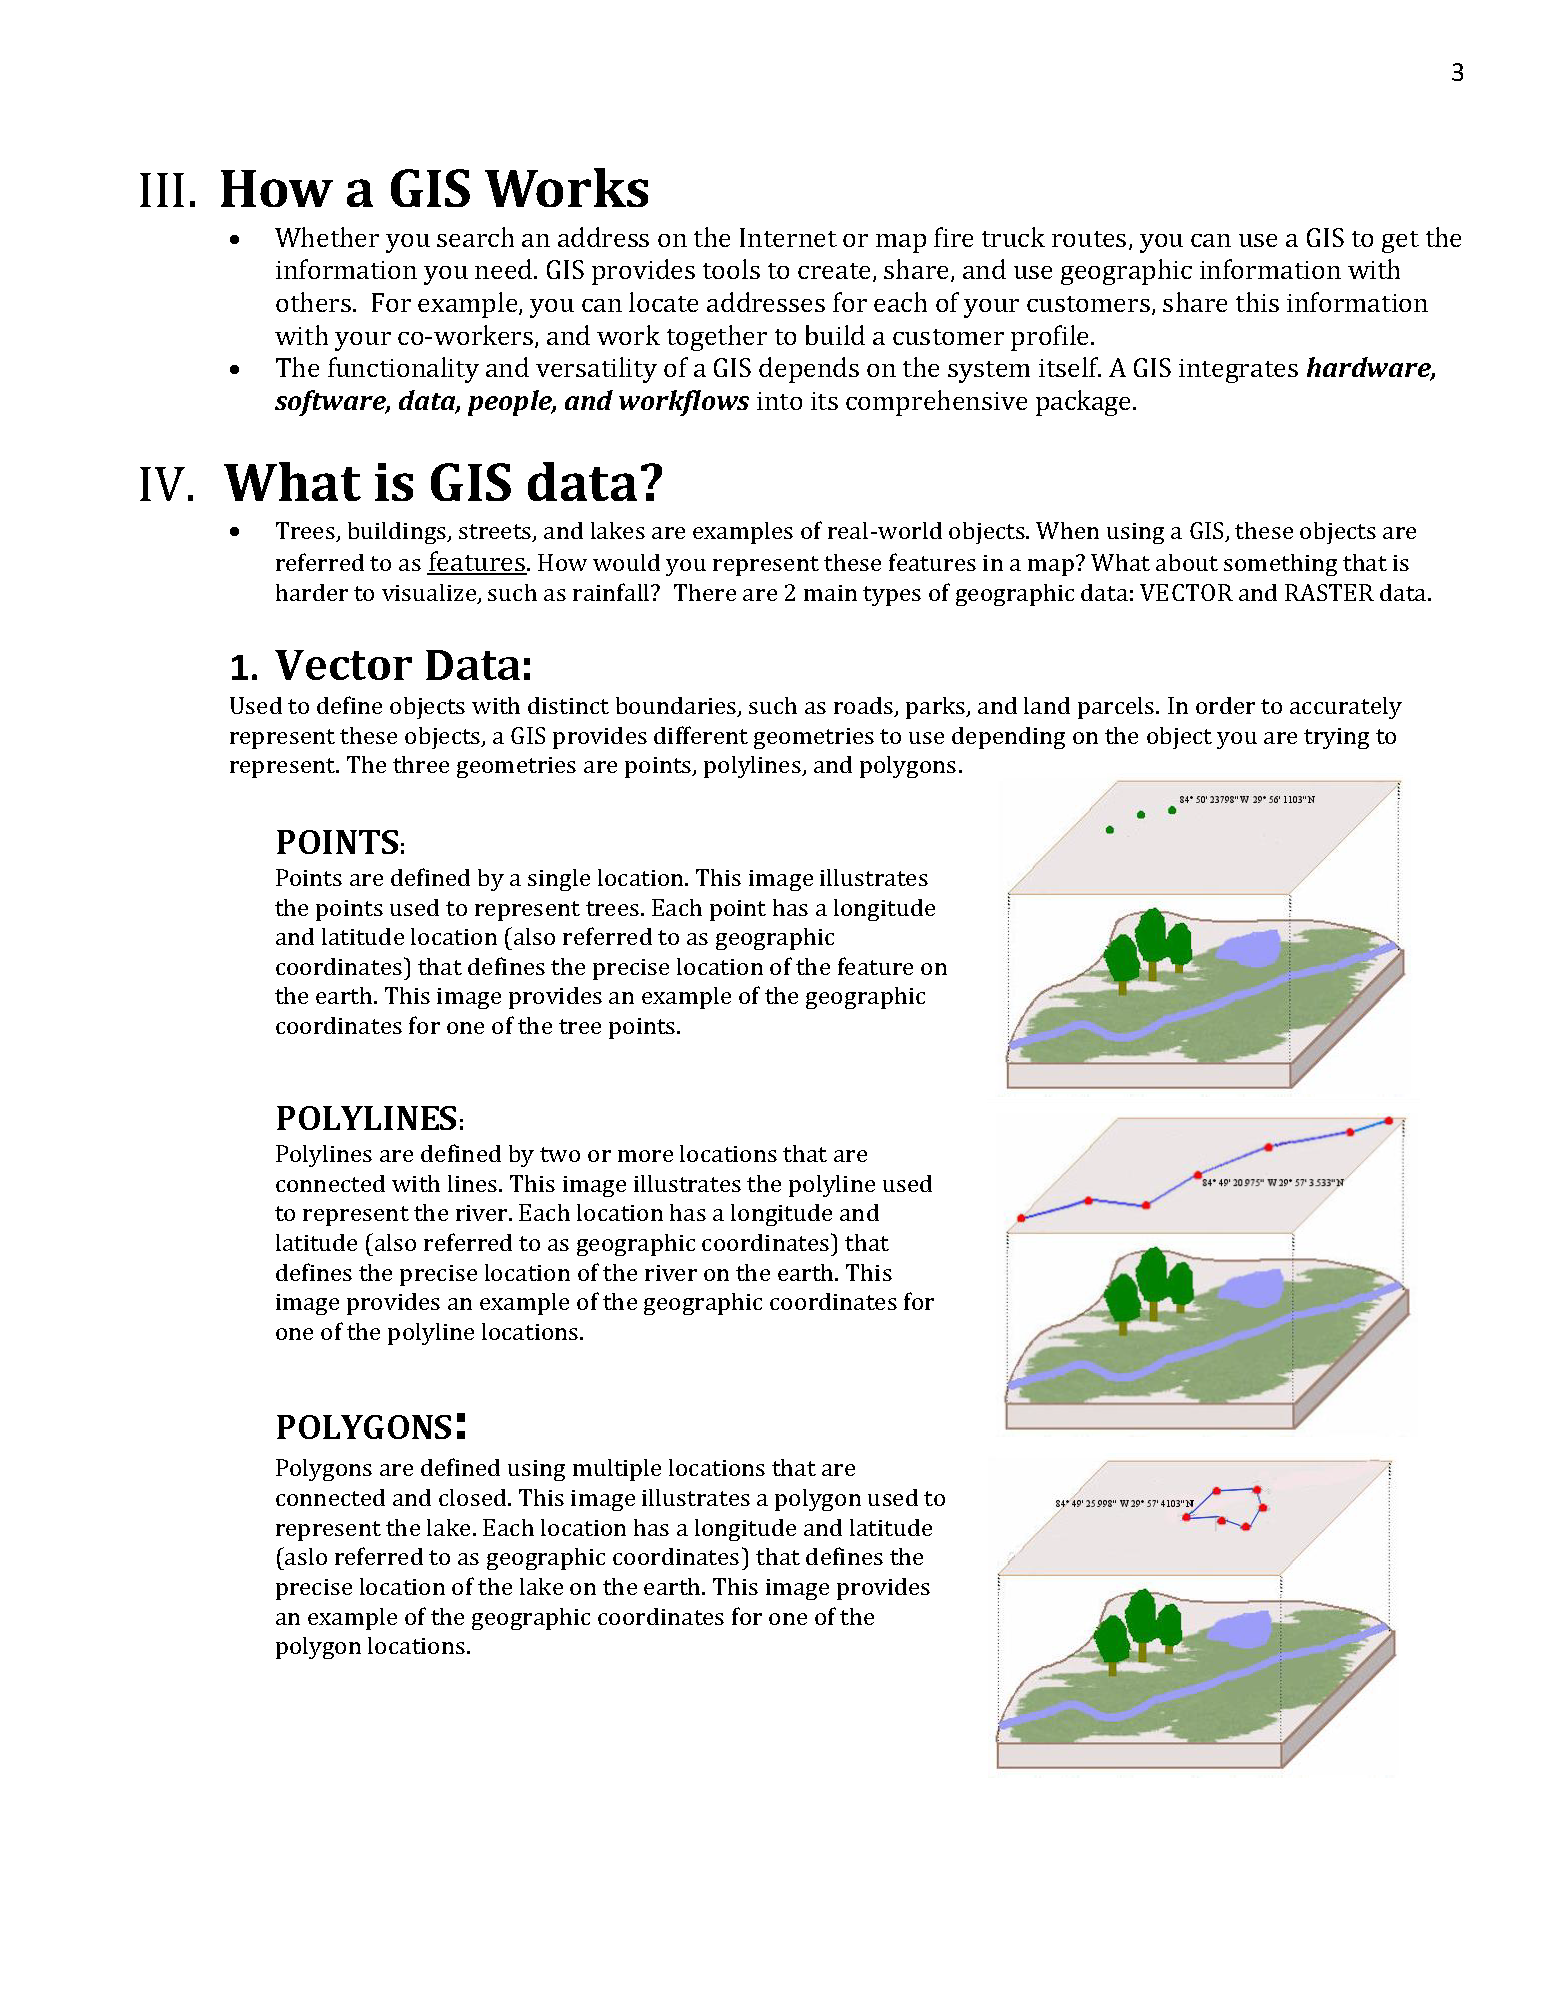 3
III. How a GIS Works
• Whether you search an address on the Internet or map fire truck routes, you can use a GIS to get the
information you need. GIS provides tools to create, share, and use geographic information with
others.  For example, you can locate addresses for each of your customers, share this information
with your co-workers, and work together to build a customer profile.
• The functionality and versatility of a GIS depends on the system itself. A GIS integrates hardware,
software, data, people, and workflows into its comprehensive package.
IV. What is GIS data?
• Trees, buildings, streets, and lakes are examples of real-world objects. When using a GIS, these objects are
referred to as features. How would you represent these features in a map? What about something that is
harder to visualize, such as rainfall?  There are 2 main types of geographic data: VECTOR and RASTER data.
1. Vector Data:
Used to define objects with distinct boundaries, such as roads, parks, and land parcels. In order to accurately
represent these objects, a GIS provides different geometries to use depending on the object you are trying to
represent. The three geometries are points, polylines, and polygons.
POINTS:
Points are defined by a single location. This image illustrates
the points used to represent trees. Each point has a longitude
and latitude location (also referred to as geographic
coordinates) that defines the precise location of the feature on
the earth. This image provides an example of the geographic
coordinates for one of the tree points.
84° 50' 23798" W 29° 56' 1103" N
POLYLINES:
Polylines are defined by two or more locations that are
connected with lines. This image illustrates the polyline used
to represent the river. Each location has a longitude and
latitude (also referred to as geographic coordinates) that
defines the precise location of the river on the earth. This
image provides an example of the geographic coordinates for
one of the polyline locations.
84° 49' 20.975" W 29° 57' 3.533" N
POLYGONS:
Polygons are defined using multiple locations that are
connected and closed. This image illustrates a polygon used to
represent the lake. Each location has a longitude and latitude
(aslo referred to as geographic coordinates) that defines the
precise location of the lake on the earth. This image provides
an example of the geographic coordinates for one of the
polygon locations.
84° 49' 25.998" W 29° 57' 4103" N